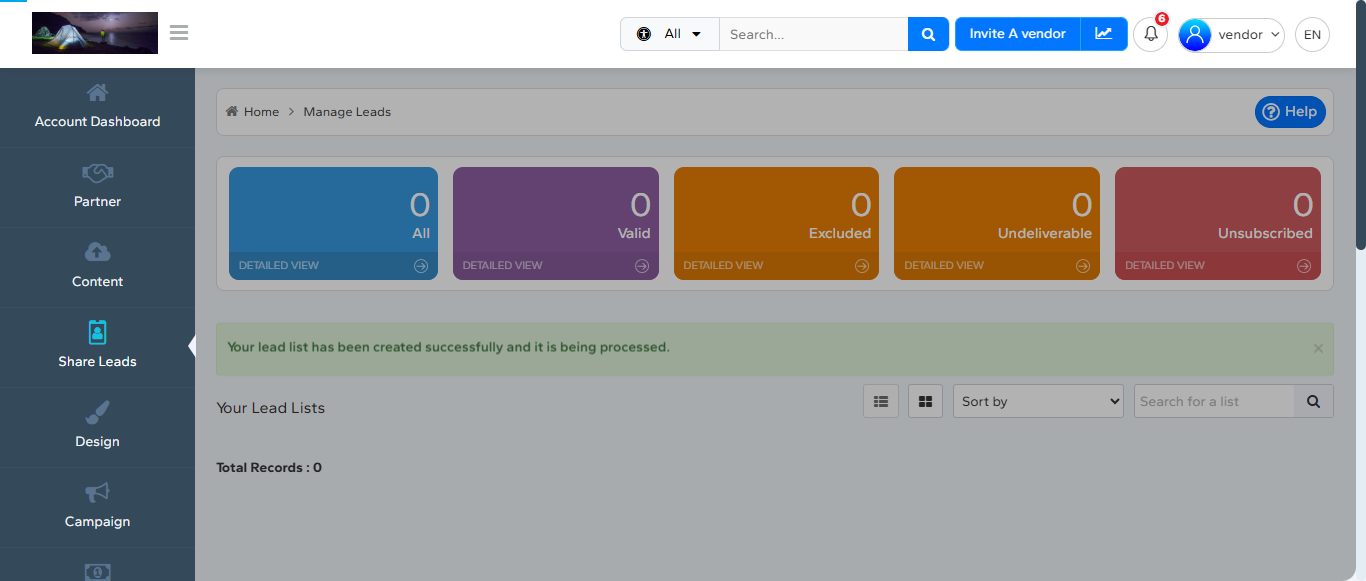 All
Search...
Invite A vendor
6
vendor
EN
Account Dashboard
Partner
Content
Share Leads
Design
Campaign
Home > Manage Leads
Help
0
All
DETAILED VIEW
0
Valid
DETAILED VIEW
0
Excluded
DETAILED VIEW
0
Undeliverable
DETAILED VIEW
0
Unsubscribed
DETAILED VIEW
Your lead list has been created successfully and it is being processed.
×
Your Lead Lists
Sort by
Search for a list
Total Records : 0